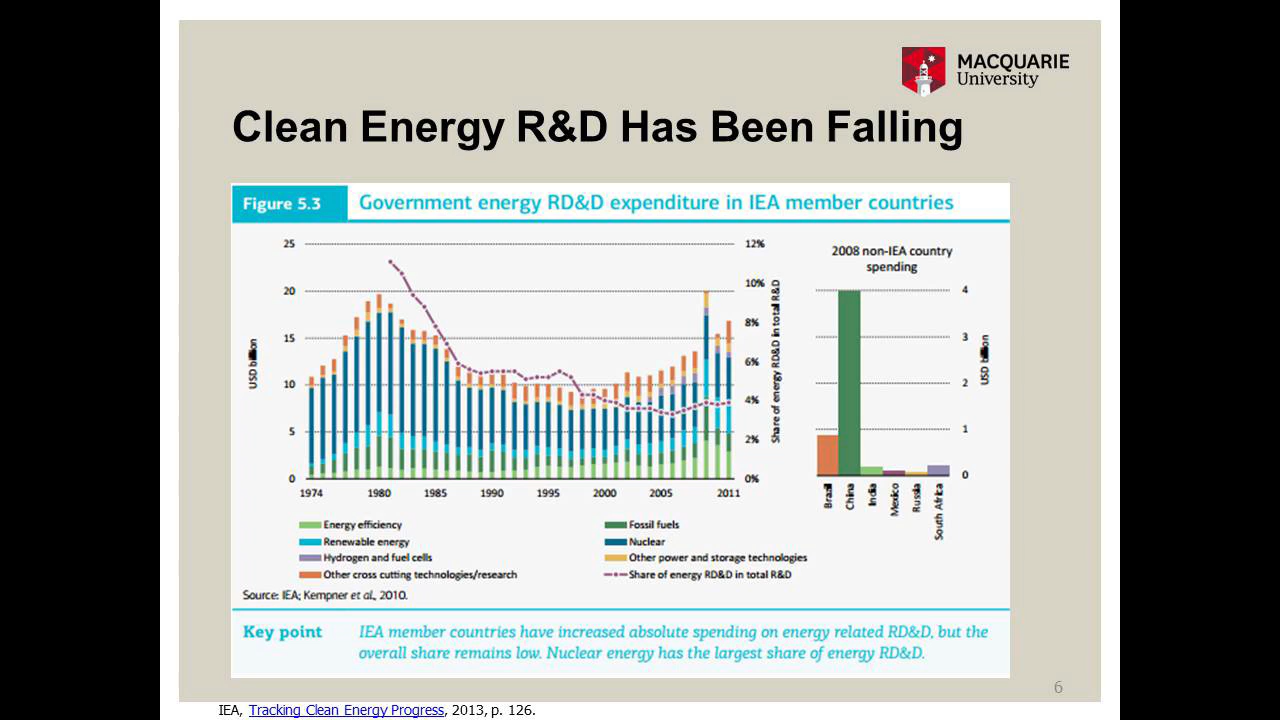 MACQUARIE
University
Clean Energy R&D Has Been Falling
Figure 5.3
Government energy RD&D expenditure in IEA member countries
25
20
15
10
5
0
USD billion
12%
10%
8%
6%
4%
2%
0%
Share of energy RD&D in total R&D
1974
1980
1985
1990
1995
2000
2005
2011
2008 non-IEA country
spending
4
3
2
1
0
USD billion
Brazil
China
India
Mexico
Russia
South Africa
Energy efficiency
Fossil fuels
Renewable energy
Nuclear
Hydrogen and fuel cells
Other power and storage technologies
Other cross cutting technologies/research
Share of energy RD&D in total R&D
Source: IEA; Kempner et al., 2010.
Key point
IEA member countries have increased absolute spending on energy related RD&D, but the
overall share remains low. Nuclear energy has the largest share of energy RD&D.
6
IEA, Tracking Clean Energy Progress, 2013, p. 126.